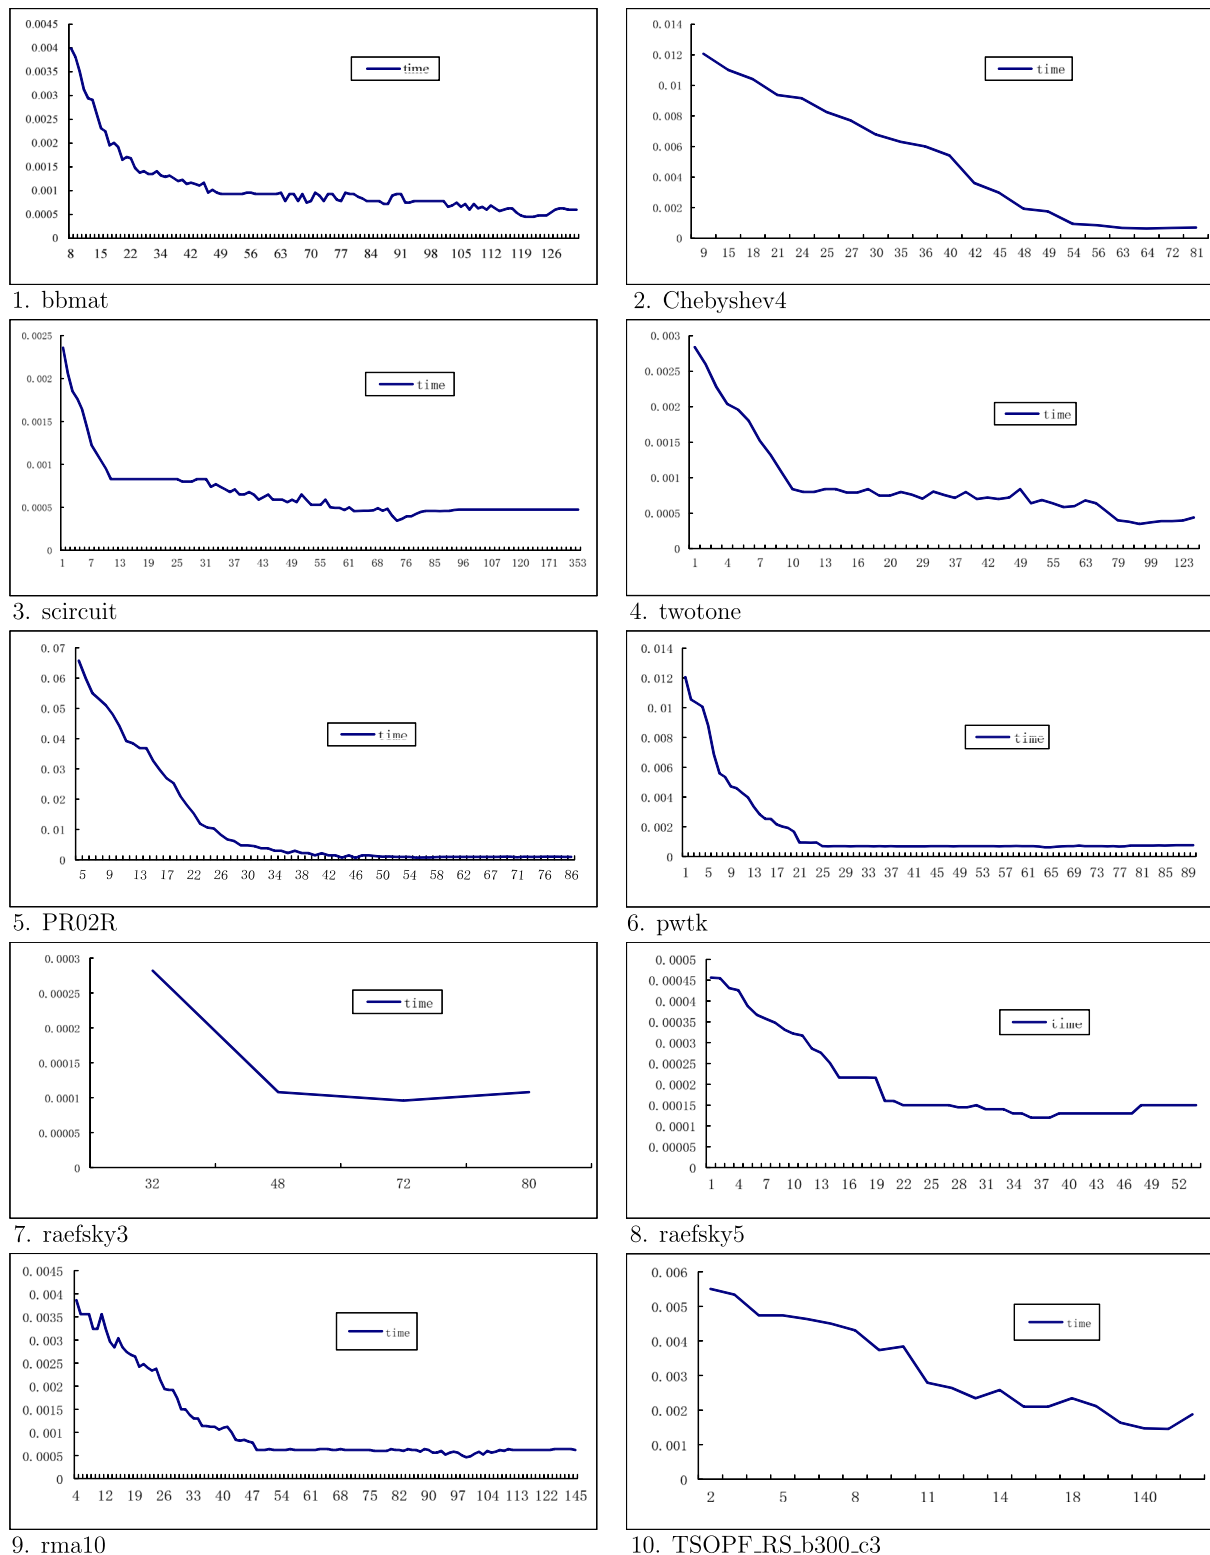 0.0045
0.004
0.0035
0.003
0.0025
0.002
0.0015
0.001
0.0005
0
time
8 15 22 34 42 49 56 63 70 77 84 91 98 105 112 119 126
1. bbmat
0.014
0.012
0.01
0.008
0.006
0.004
0.002
0
time
9 15 18 21 24 25 27 30 35 36 40 42 45 48 49 54 56 63 64 72 81
2. Chebyshev4
0.0025
0.002
0.0015
0.001
0.0005
0
time
1 7 13 19 25 31 37 43 49 55 61 68 76 85 96 120 171 353
3. scircuit
0.003
0.0025
0.002
0.0015
0.001
0.0005
0
time
1 4 7 10 13 16 20 29 37 42 49 55 63 79 99 123
4. twotone
0.07
0.06
0.05
0.04
0.03
0.02
0.01
0
time
5 9 13 17 22 26 30 34 38 42 46 50 54 58 62 67 71 76 86
5. PR02R
0.014
0.012
0.01
0.008
0.006
0.004
0.002
0
time
1 5 9 13 17 21 25 29 33 37 41 45 49 53 57 61 65 69 73 77 81 85 89
6. pwtk
0.0003
0.00025
0.0002
0.00015
0.0001
0.00005
0
time
32 48 72 80
7. raefsky3
0.0005
0.00045
0.0004
0.00035
0.0003
0.00025
0.0002
0.00015
0.0001
0.00005
0
time
1 4 7 10 13 16 19 22 25 28 31 34 37 40 43 46 49 52
8. raefsky5
0.0045
0.004
0.0035
0.003
0.0025
0.002
0.0015
0.001
0.0005
0
time
4 12 19 26 33 40 47 54 61 68 75 82 90 97 104 113 122 145
9. rma10
0.006
0.005
0.004
0.003
0.002
0.001
0
time
2 5 8 11 14 18 140
10. TSOPF_RS_b300_c3